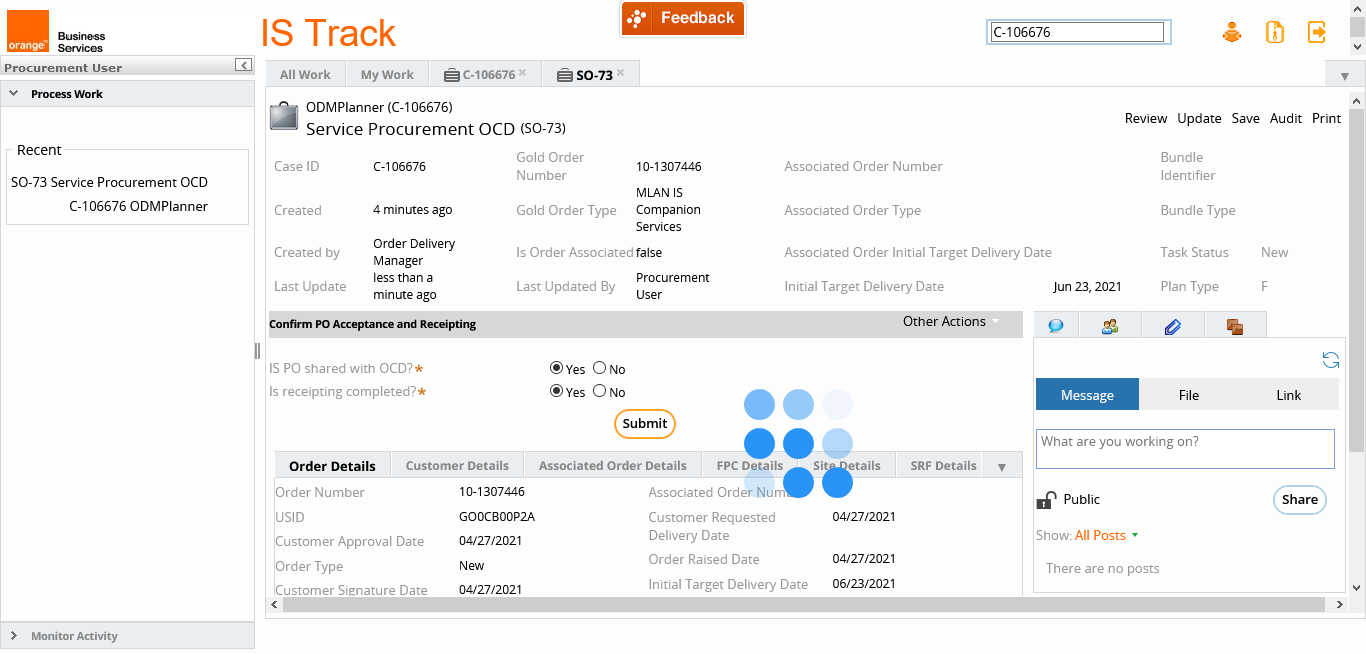 orange™
Business
Services
IS Track
Feedback
C-106676
Procurement User
Process Work
Recent
SO-73 Service Procurement OCD
C-106676 ODMPlanner
Monitor Activity
All Work
My Work
C-106676
SO-73
ODMPlanner (C-106676)
Service Procurement OCD (SO-73)
Review Update Save Audit Print
Case ID C-106676 Gold Order Number 10-1307446 Associated Order Number Bundle Identifier
Created 4 minutes ago Gold Order Type MLAN IS Companion Services Associated Order Type Bundle Type
Created by Order Delivery Manager Is Order Associated false Associated Order Initial Target Delivery Date Task Status New
Last Update less than a minute ago Last Updated By Procurement User Initial Target Delivery Date Jun 23, 2021 Plan Type F
Confirm PO Acceptance and Receipting
Other Actions
IS PO shared with OCD?* Yes No
Is receipting completed?* Yes No
Submit
Order Details Customer Details Associated Order Details FPC Details Site Details SRF Details
Order Number 10-1307446 Associated Order Num
USID GO0CB00P2A Customer Requested Delivery Date 04/27/2021
Customer Approval Date 04/27/2021
Order Raised Date 04/27/2021
Order Type New
Initial Target Delivery Date 06/23/2021
Customer Signature Date 04/27/2021
Message File Link
What are you working on?
Public
Share
Show: All Posts
There are no posts